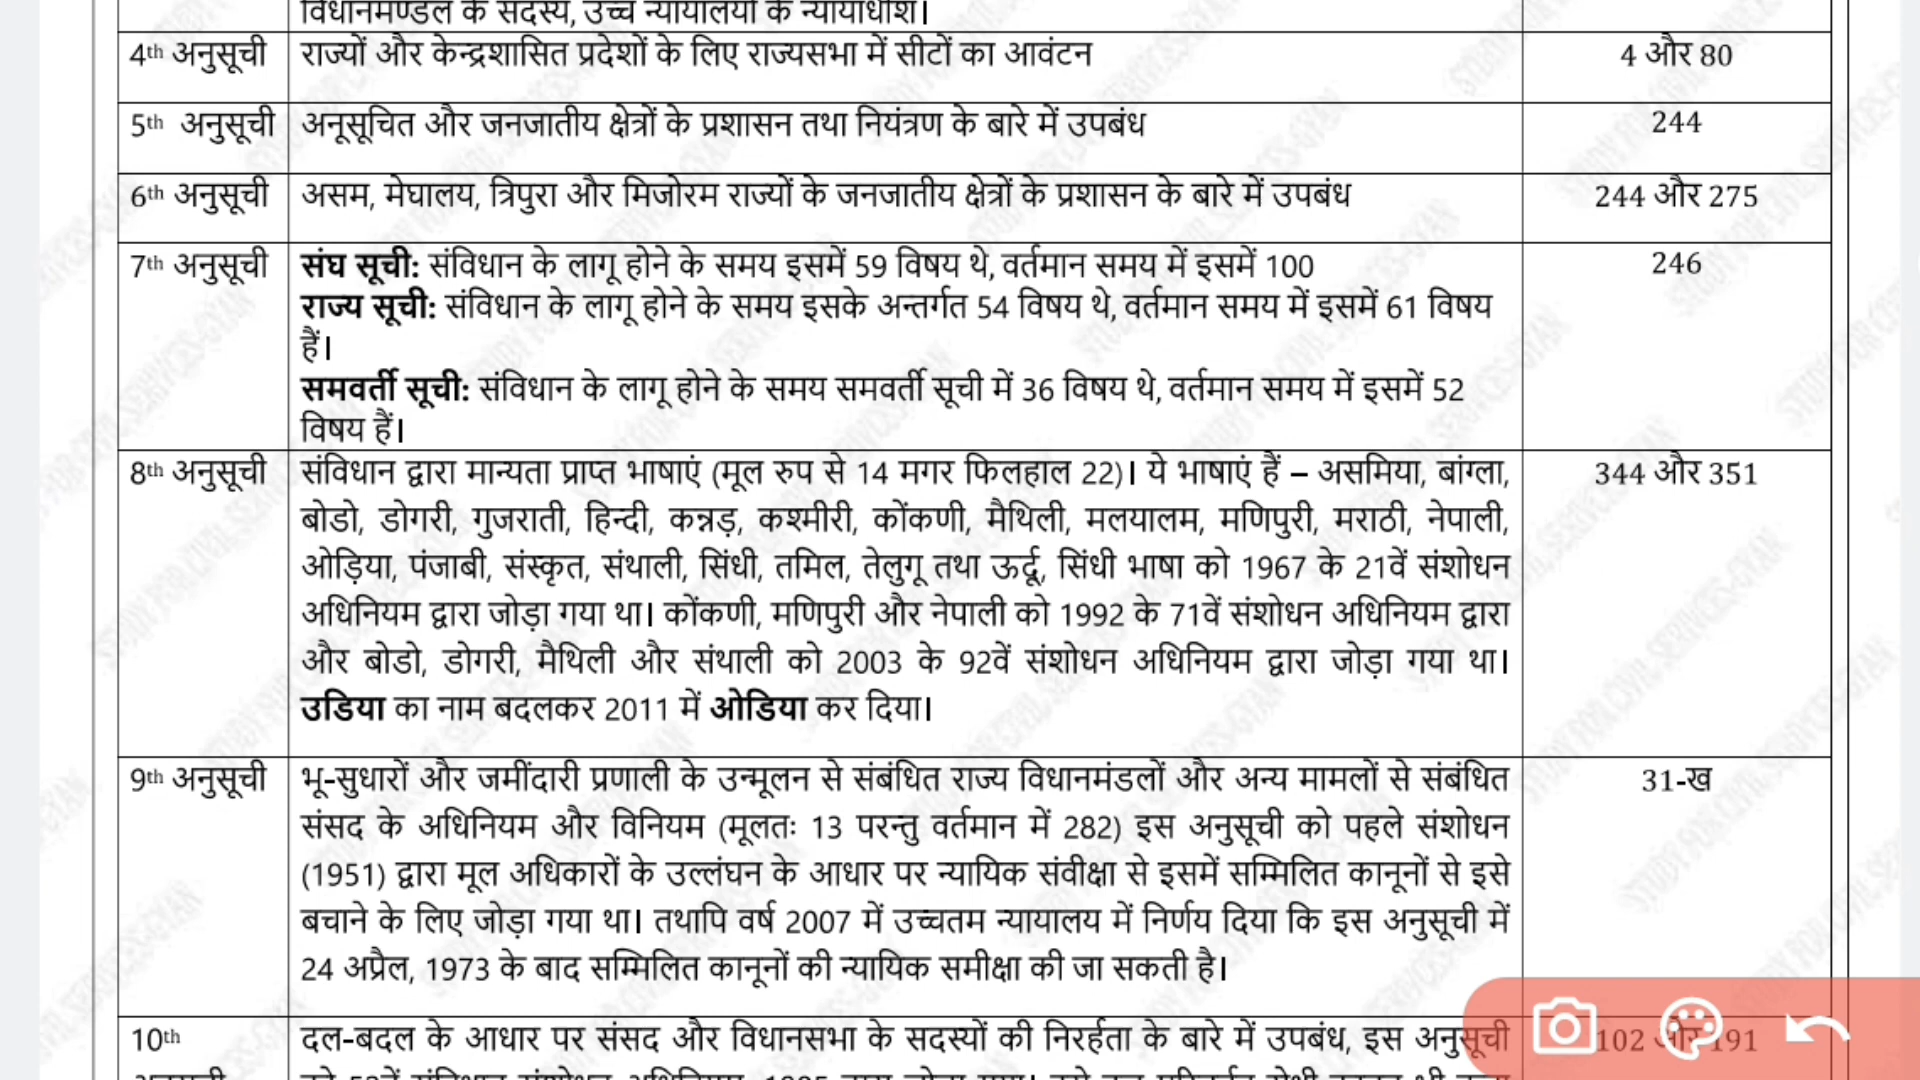 विधानमण्डल के सदस्य, उच्च न्यायालयों के न्यायाधीश।
4th अनुसूची राज्यों और केन्द्रशासित प्रदेशों के लिए राज्यसभा में सीटों का आवंटन 4 और 80
5th अनुसूची अनूसूचित और जनजातीय क्षेत्रों के प्रशासन तथा नियंत्रण के बारे में उपबंध 244
6th अनुसूची असम, मेघालय, त्रिपुरा और मिजोरम राज्यों के जनजातीय क्षेत्रों के प्रशासन के बारे में उपबंध 244 और 275
7th अनुसूची संघ सूची: संविधान के लागू होने के समय इसमें 59 विषय थे, वर्तमान समय में इसमें 100 246
राज्य सूची: संविधान के लागू होने के समय इसके अन्तर्गत 54 विषय थे, वर्तमान समय में इसमें 61 विषय
हैं।
समवर्ती सूची: संविधान के लागू होने के समय समवर्ती सूची में 36 विषय थे, वर्तमान समय में इसमें 52
विषय हैं।
8th अनुसूची संविधान द्वारा मान्यता प्राप्त भाषाएं (मूल रुप से 14 मगर फिलहाल 22)। ये भाषाएं हैं – असमिया, बांग्ला, 344 और 351
बोडो, डोगरी, गुजराती, हिन्दी, कन्नड़, कश्मीरी, कोंकणी, मैथिली, मलयालम, मणिपुरी, मराठी, नेपाली,
ओड़िया, पंजाबी, संस्कृत, संथाली, सिंधी, तमिल, तेलुगू तथा ऊर्दू, सिंधी भाषा को 1967 के 21वें संशोधन
अधिनियम द्वारा जोड़ा गया था। कोंकणी, मणिपुरी और नेपाली को 1992 के 71वें संशोधन अधिनियम द्वारा
और बोडो, डोगरी, मैथिली और संथाली को 2003 के 92वें संशोधन अधिनियम द्वारा जोड़ा गया था।
उडिया का नाम बदलकर 2011 में ओडिया कर दिया।
9th अनुसूची भू-सुधारों और जमींदारी प्रणाली के उन्मूलन से संबंधित राज्य विधानमंडलों और अन्य मामलों से संबंधित 31-ख
संसद के अधिनियम और विनियम (मूलतः 13 परन्तु वर्तमान में 282) इस अनुसूची को पहले संशोधन
(1951) द्वारा मूल अधिकारों के उल्लंघन के आधार पर न्यायिक संवीक्षा से इसमें सम्मिलित कानूनों से इसे
बचाने के लिए जोड़ा गया था। तथापि वर्ष 2007 में उच्चतम न्यायालय में निर्णय दिया कि इस अनुसूची में
24 अप्रैल, 1973 के बाद सम्मिलित कानूनों की न्यायिक समीक्षा की जा सकती है।
10th दल-बदल के आधार पर संसद और विधानसभा के सदस्यों की निरर्हता के बारे में उपबंध, इस अनुसूची 102 और 191